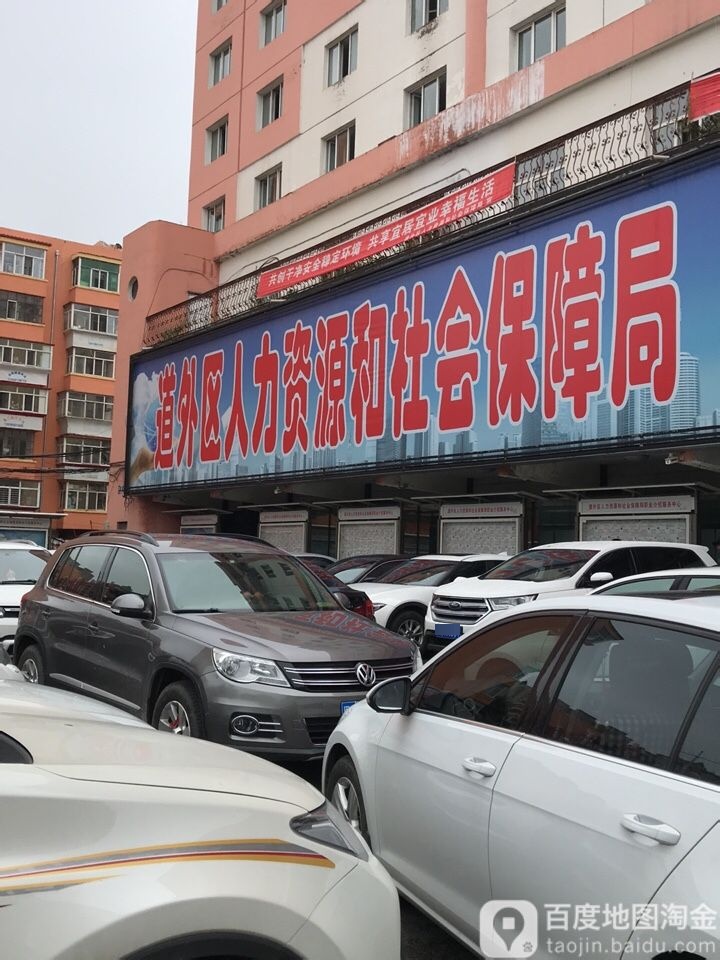 共创干净安全稳定环境 共享宜居宜业幸福生活
道外区人力资源和社会保障局
百度地图淘金
taojin.baidu.com